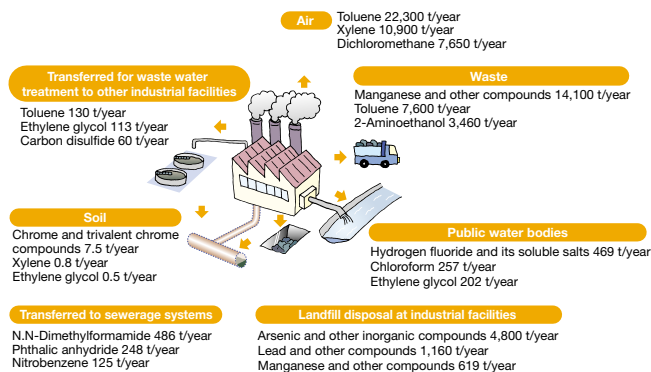 Air
Toluene 22,300 t/year
Xylene 10,900 t/year
Dichloromethane 7,650 t/year
Transferred for waste water
treatment to other industrial facilities
Toluene 130 t/year
Ethylene glycol 113 t/year
Carbon disulfide 60 t/year
Waste
Manganese and other compounds 14,100 t/year
Toluene 7,600 t/year
2-Aminoethanol 3,460 t/year
Soil
Chrome and trivalent chrome
compounds 7.5 t/year
Xylene 0.8 t/year
Ethylene glycol 0.5 t/year
Public water bodies
Hydrogen fluoride and its soluble salts 469 t/year
Chloroform 257 t/year
Ethylene glycol 202 t/year
Transferred to sewerage systems
N.N-Dimethylformamide 486 t/year
Phthalic anhydride 248 t/year
Nitrobenzene 125 t/year
Landfill disposal at industrial facilities
Arsenic and other inorganic compounds 4,800 t/year
Lead and other compounds 1,160 t/year
Manganese and other compounds 619 t/year